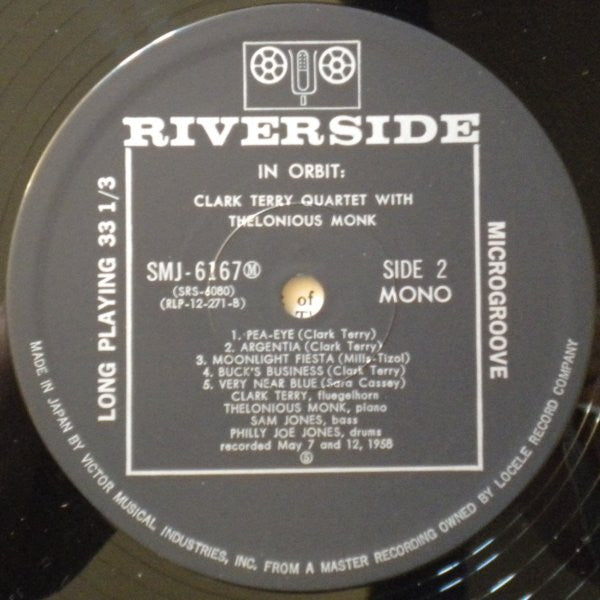 RIVERSIDE
IN ORBIT:
CLARK TERRY QUARTET WITH
THELONIOUS MONK
SMJ-6167 Ⓜ
(SRS-6080)
(RLP-12-271-B)
SIDE 2
MONO
of
1. PEA-EYE (Clark Terry)
2. ARGENTIA (Clark Terry)
3. MOONLIGHT FIESTA (Mills-Tizol)
4. BUCK'S BUSINESS (Clark Terry)
5. VERY NEAR BLUE (Sara Cassey)
CLARK TERRY, fluegelhorn
THELONIOUS MONK, piano
SAM JONES, bass
PHILLY JOE JONES, drums
recorded May 7 and 12, 1958
Ⓢ
LONG PLAYING 33 1/3
MICROGROOVE
MADE IN JAPAN BY VICTOR MUSICAL INDUSTRIES, INC. FROM A MASTER RECORDING OWNED BY LOCELE RECORD COMPANY